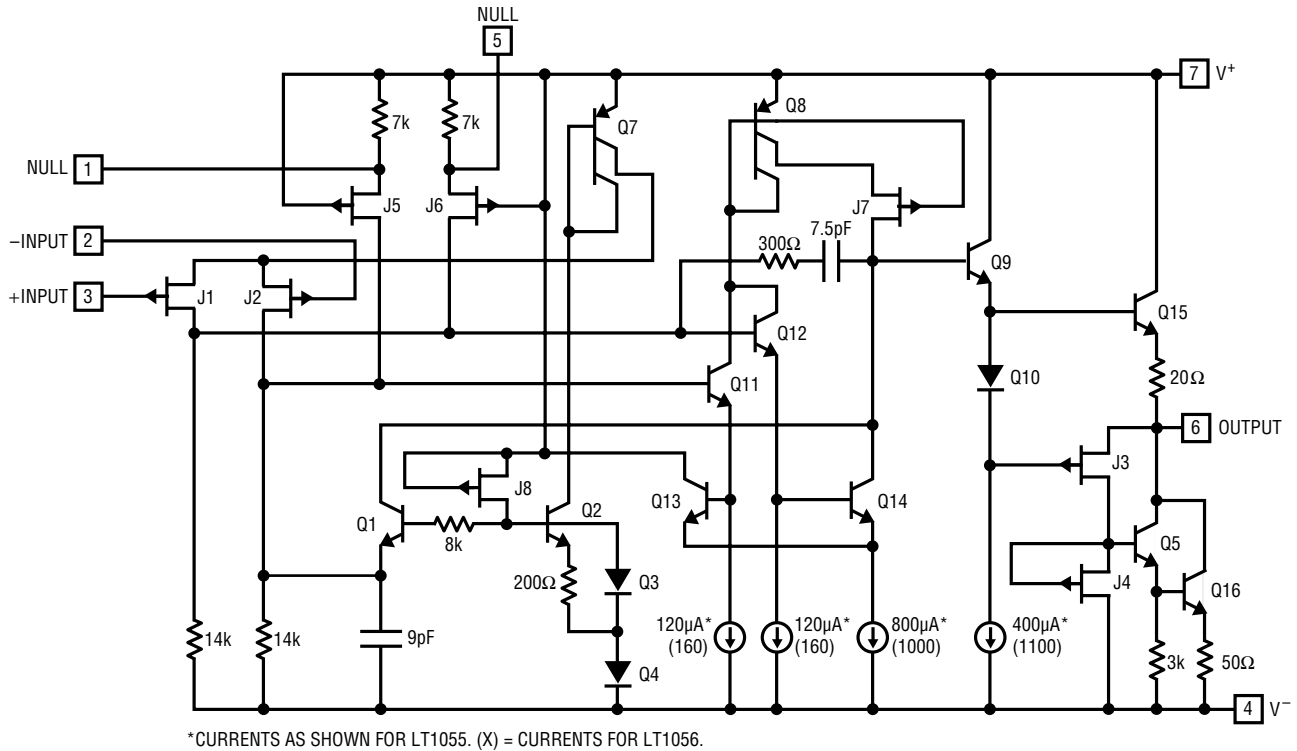 NULL
5
7 V+
7k
7k
Q7
Q8
NULL 1
J5
J6
J7
7.5pF
300Ω
–INPUT 2
+INPUT 3
J1
J2
Q9
Q12
Q15
Q11
Q10
20Ω
6 OUTPUT
J3
J8
Q13
Q14
Q1
8k
Q2
Q5
200Ω
Q3
J4
Q16
14k
14k
9pF
Q4
120µA*
(160)
120µA*
(160)
800µA*
(1000)
400µA*
(1100)
3k
50Ω
4 V–
*CURRENTS AS SHOWN FOR LT1055. (X) = CURRENTS FOR LT1056.